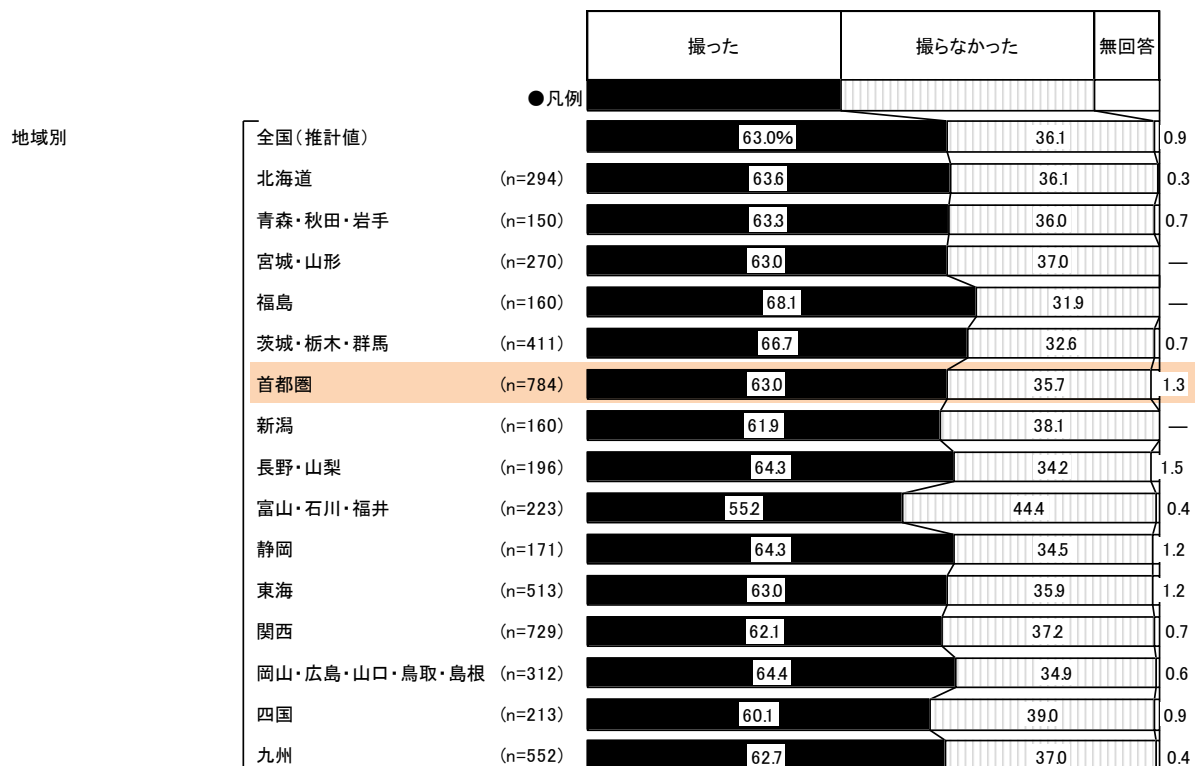 撮った 撮らなかった 無回答
●凡例
地域別 全国(推計値) 63.0% 36.1 0.9
北海道 (n=294) 63.6 36.1 0.3
青森・秋田・岩手 (n=150) 63.3 36.0 0.7
宮城・山形 (n=270) 63.0 37.0 ―
福島 (n=160) 68.1 31.9 ―
茨城・栃木・群馬 (n=411) 66.7 32.6 0.7
首都圏 (n=784) 63.0 35.7 1.3
新潟 (n=160) 61.9 38.1 ―
長野・山梨 (n=196) 64.3 34.2 1.5
富山・石川・福井 (n=223) 55.2 44.4 0.4
静岡 (n=171) 64.3 34.5 1.2
東海 (n=513) 63.0 35.9 1.2
関西 (n=729) 62.1 37.2 0.7
岡山・広島・山口・鳥取・島根 (n=312) 64.4 34.9 0.6
四国 (n=213) 60.1 39.0 0.9
九州 (n=552) 62.7 37.0 0.4